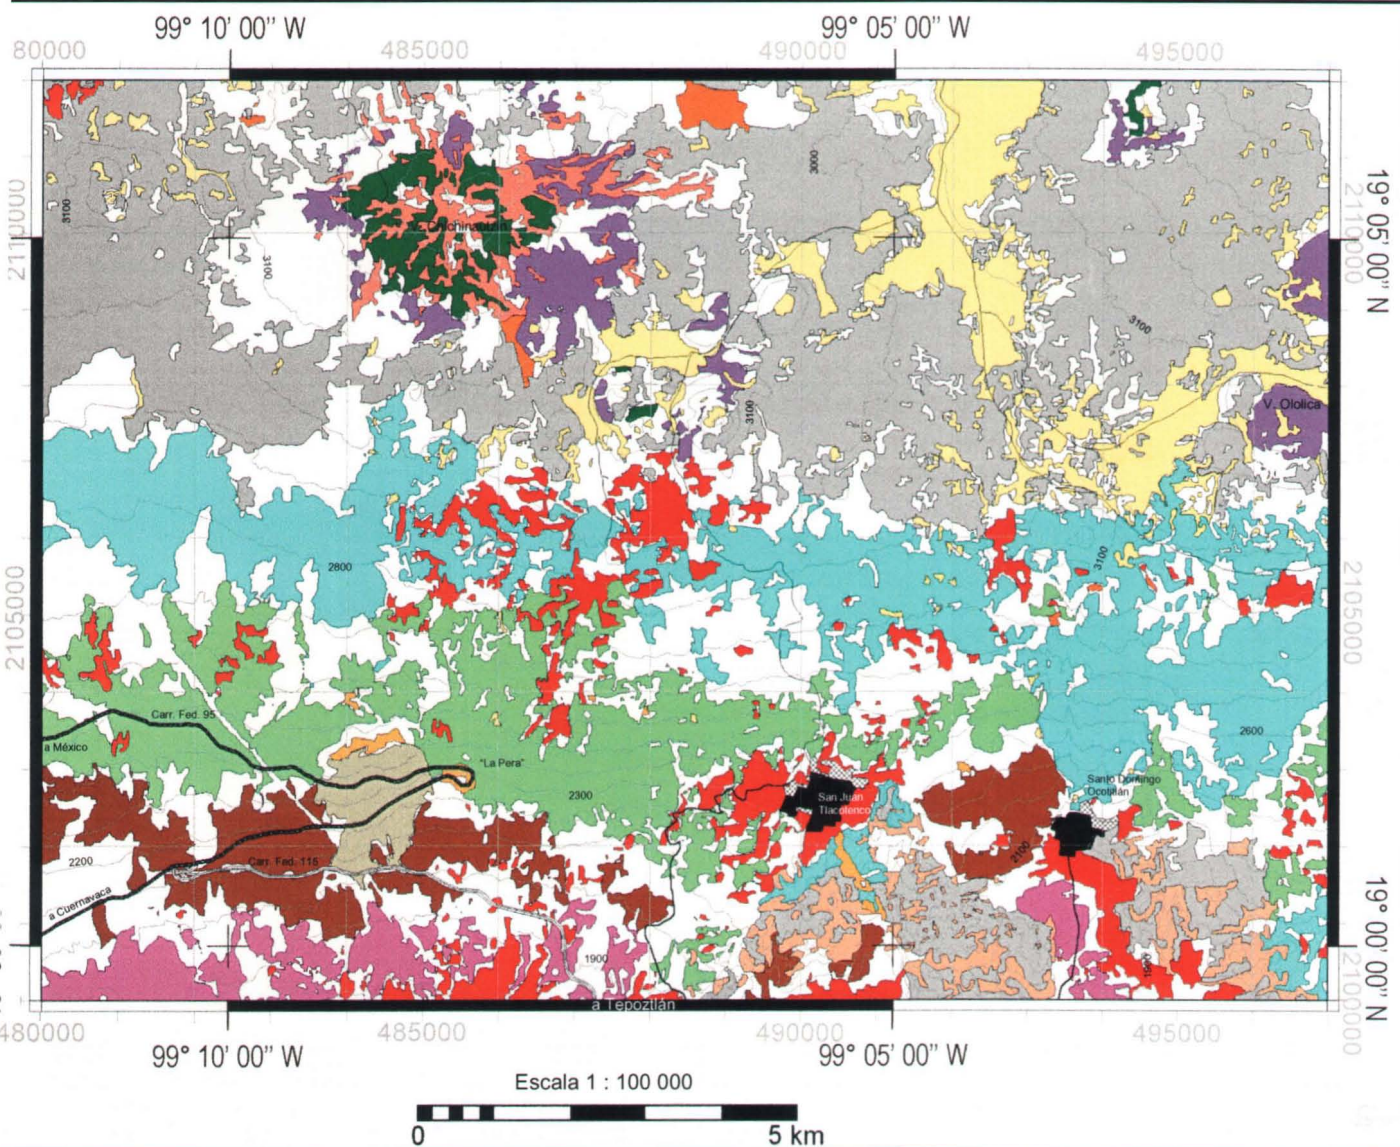 99° 10' 00" W
99° 05' 00" W
80000
485000
490000
495000
3100
3000
2110000
V. Chichinautzin
19° 05' 00" N
2110000
3100
3100
3100
V. Ololica
2800
3100
2105000
2105000
Carr. Fed. 95
a México
"La Pera"
2600
2300
San Juan
Tlacotenco
Santo Domingo
Ocotitlán
2200
Carr. Fed. 115
2100
a Cuernavaca
1900
1900
19° 00' 00" N
a Tepoztlán
2100000
480000
485000
490000
495000
99° 10' 00" W
99° 05' 00" W
Escala 1 : 100 000
0
5 km